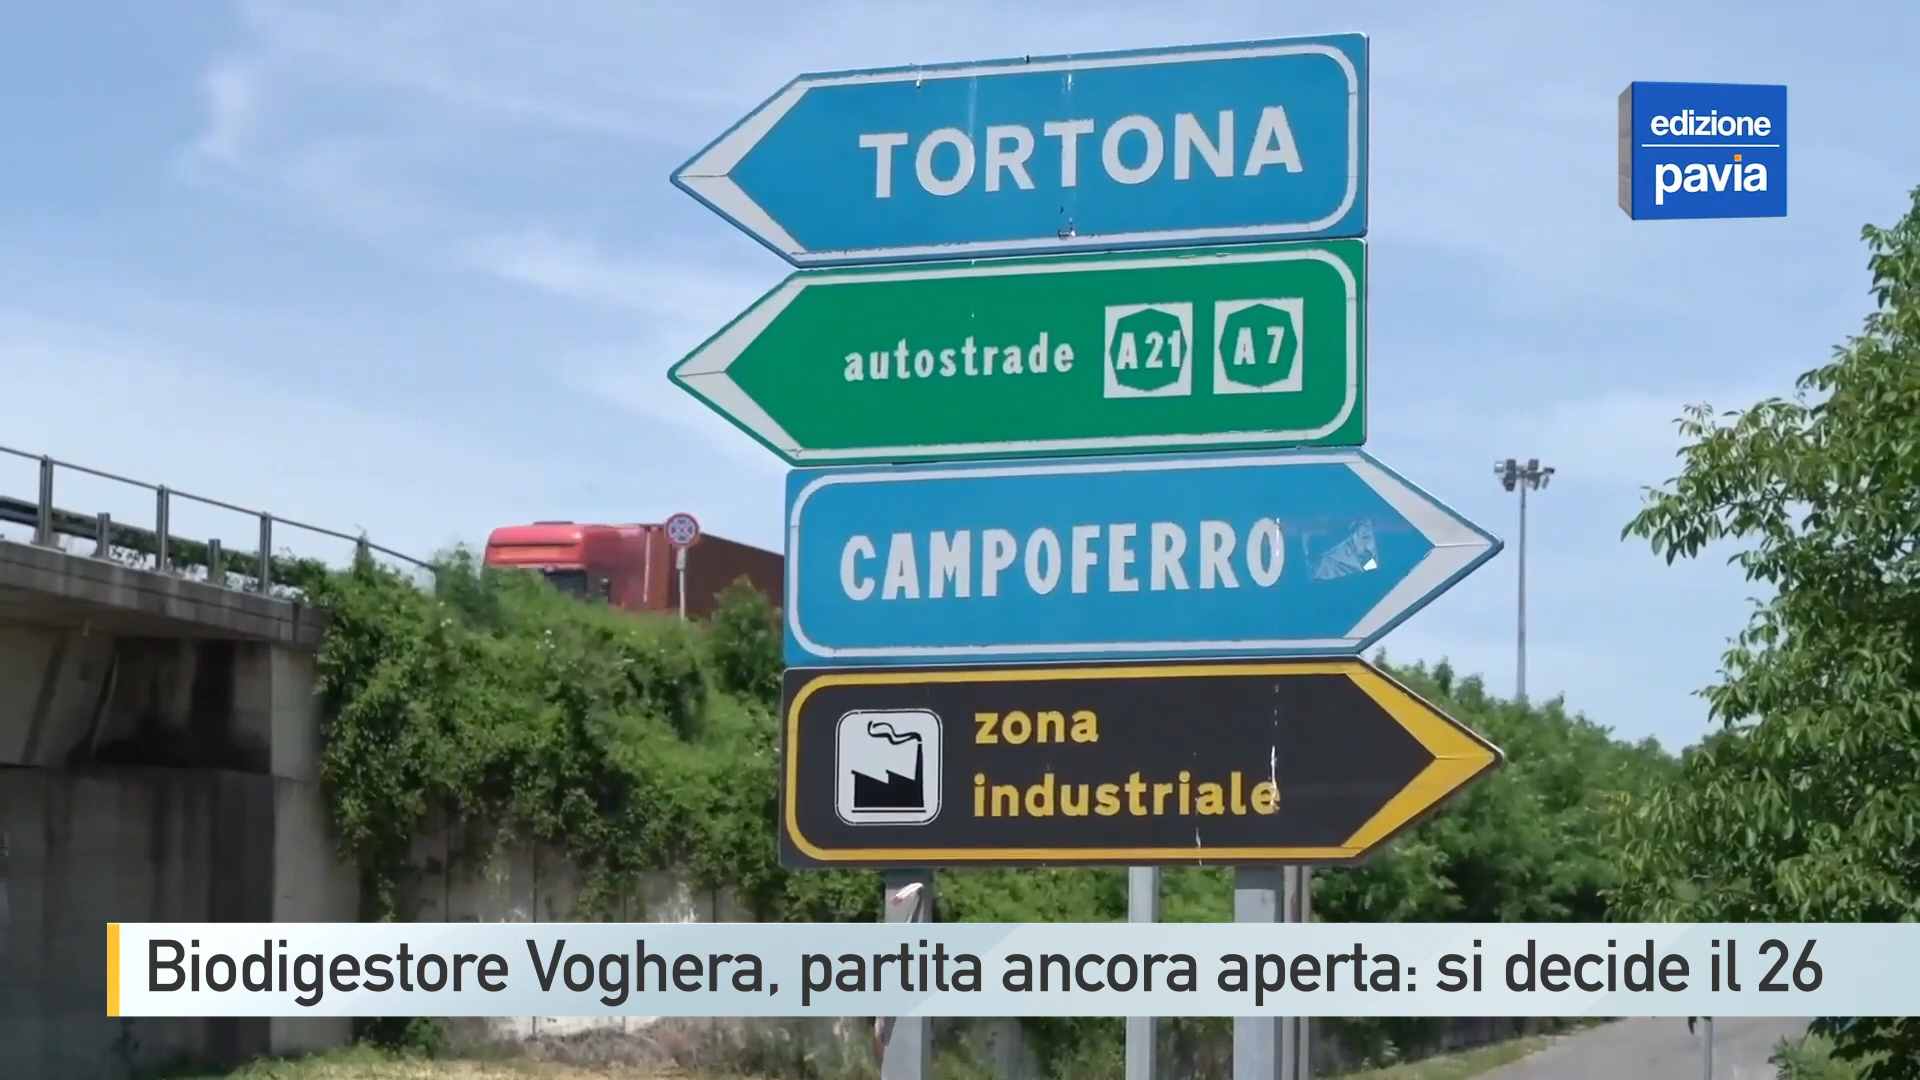 TORTONA
edizione
pavia
autostrade A21 A7
CAMPOFERRO
zona
industriale
Biodigestore Voghera, partita ancora aperta: si decide il 26